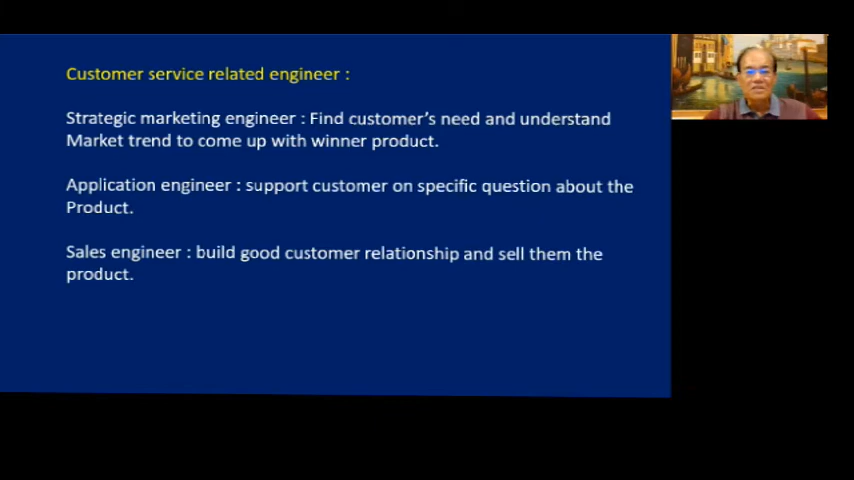 Customer service related engineer :
Strategic marketing engineer : Find customer's need and understand
Market trend to come up with winner product.
Application engineer : support customer on specific question about the
Product.
Sales engineer : build good customer relationship and sell them the
product.